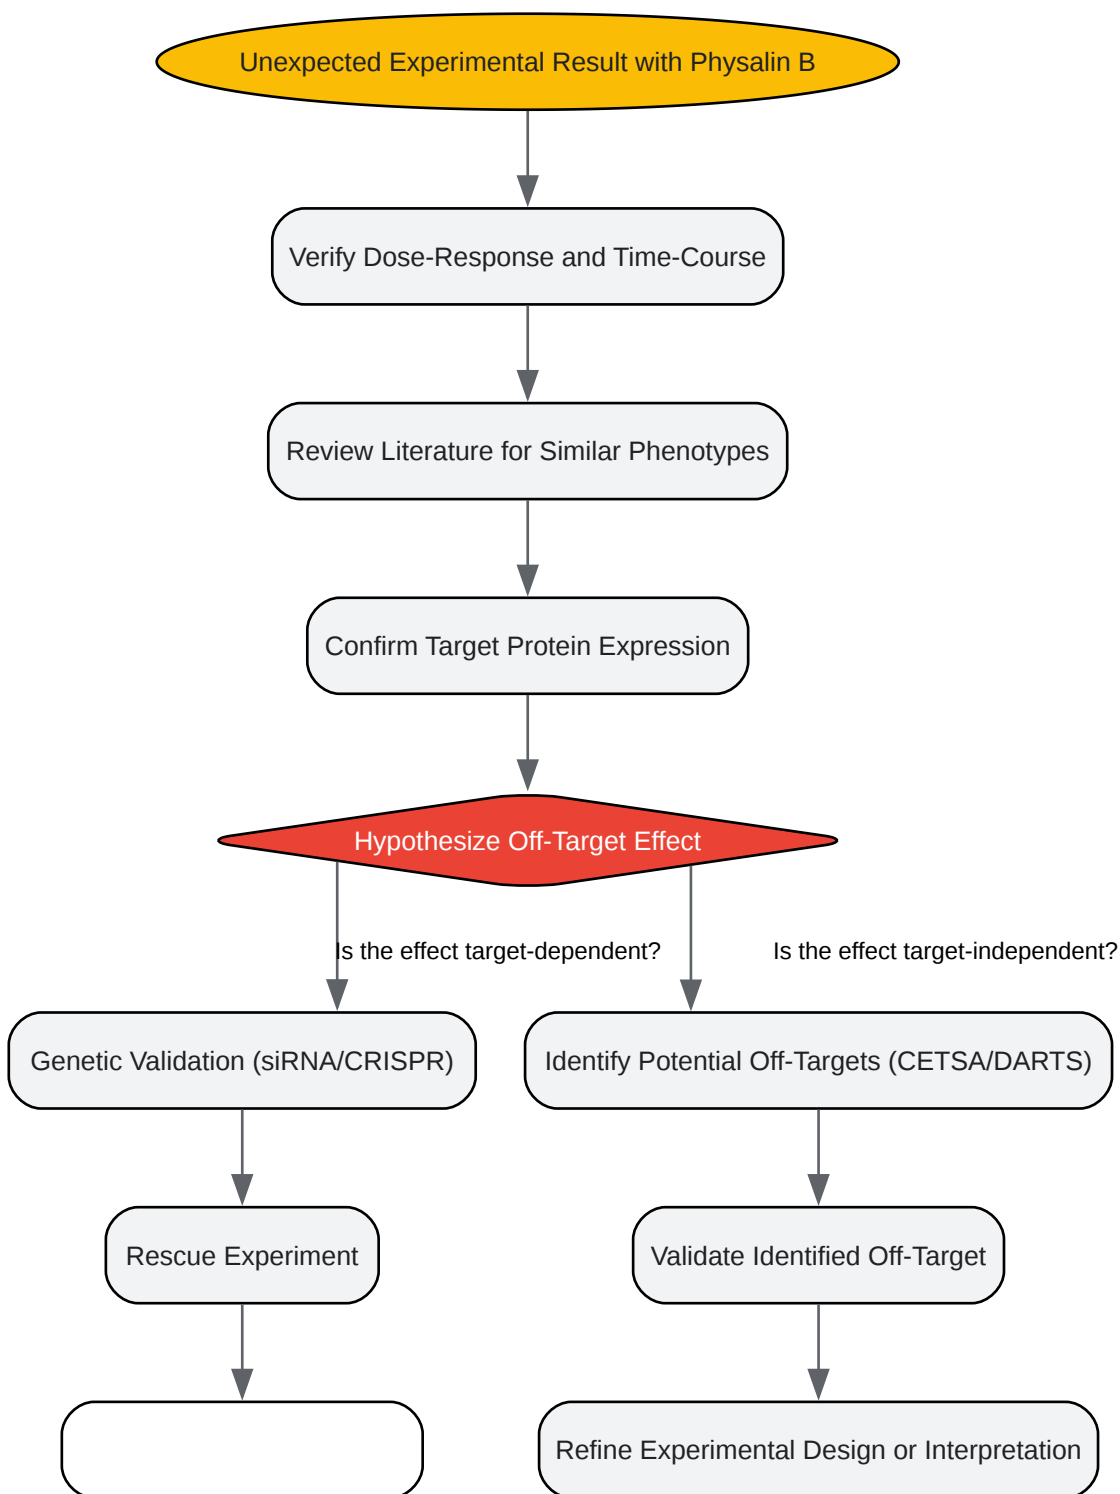 Unexpected Experimental Result with Physalin B
Verify Dose-Response and Time-Course
Review Literature for Similar Phenotypes
Confirm Target Protein Expression
Hypothesize Off-Target Effect
Is the effect target-dependent?
Is the effect target-independent?
Genetic Validation (siRNA/CRISPR)
Identify Potential Off-Targets (CETSA/DARTS)
Rescue Experiment
Validate Identified Off-Target
Refine Experimental Design or Interpretation